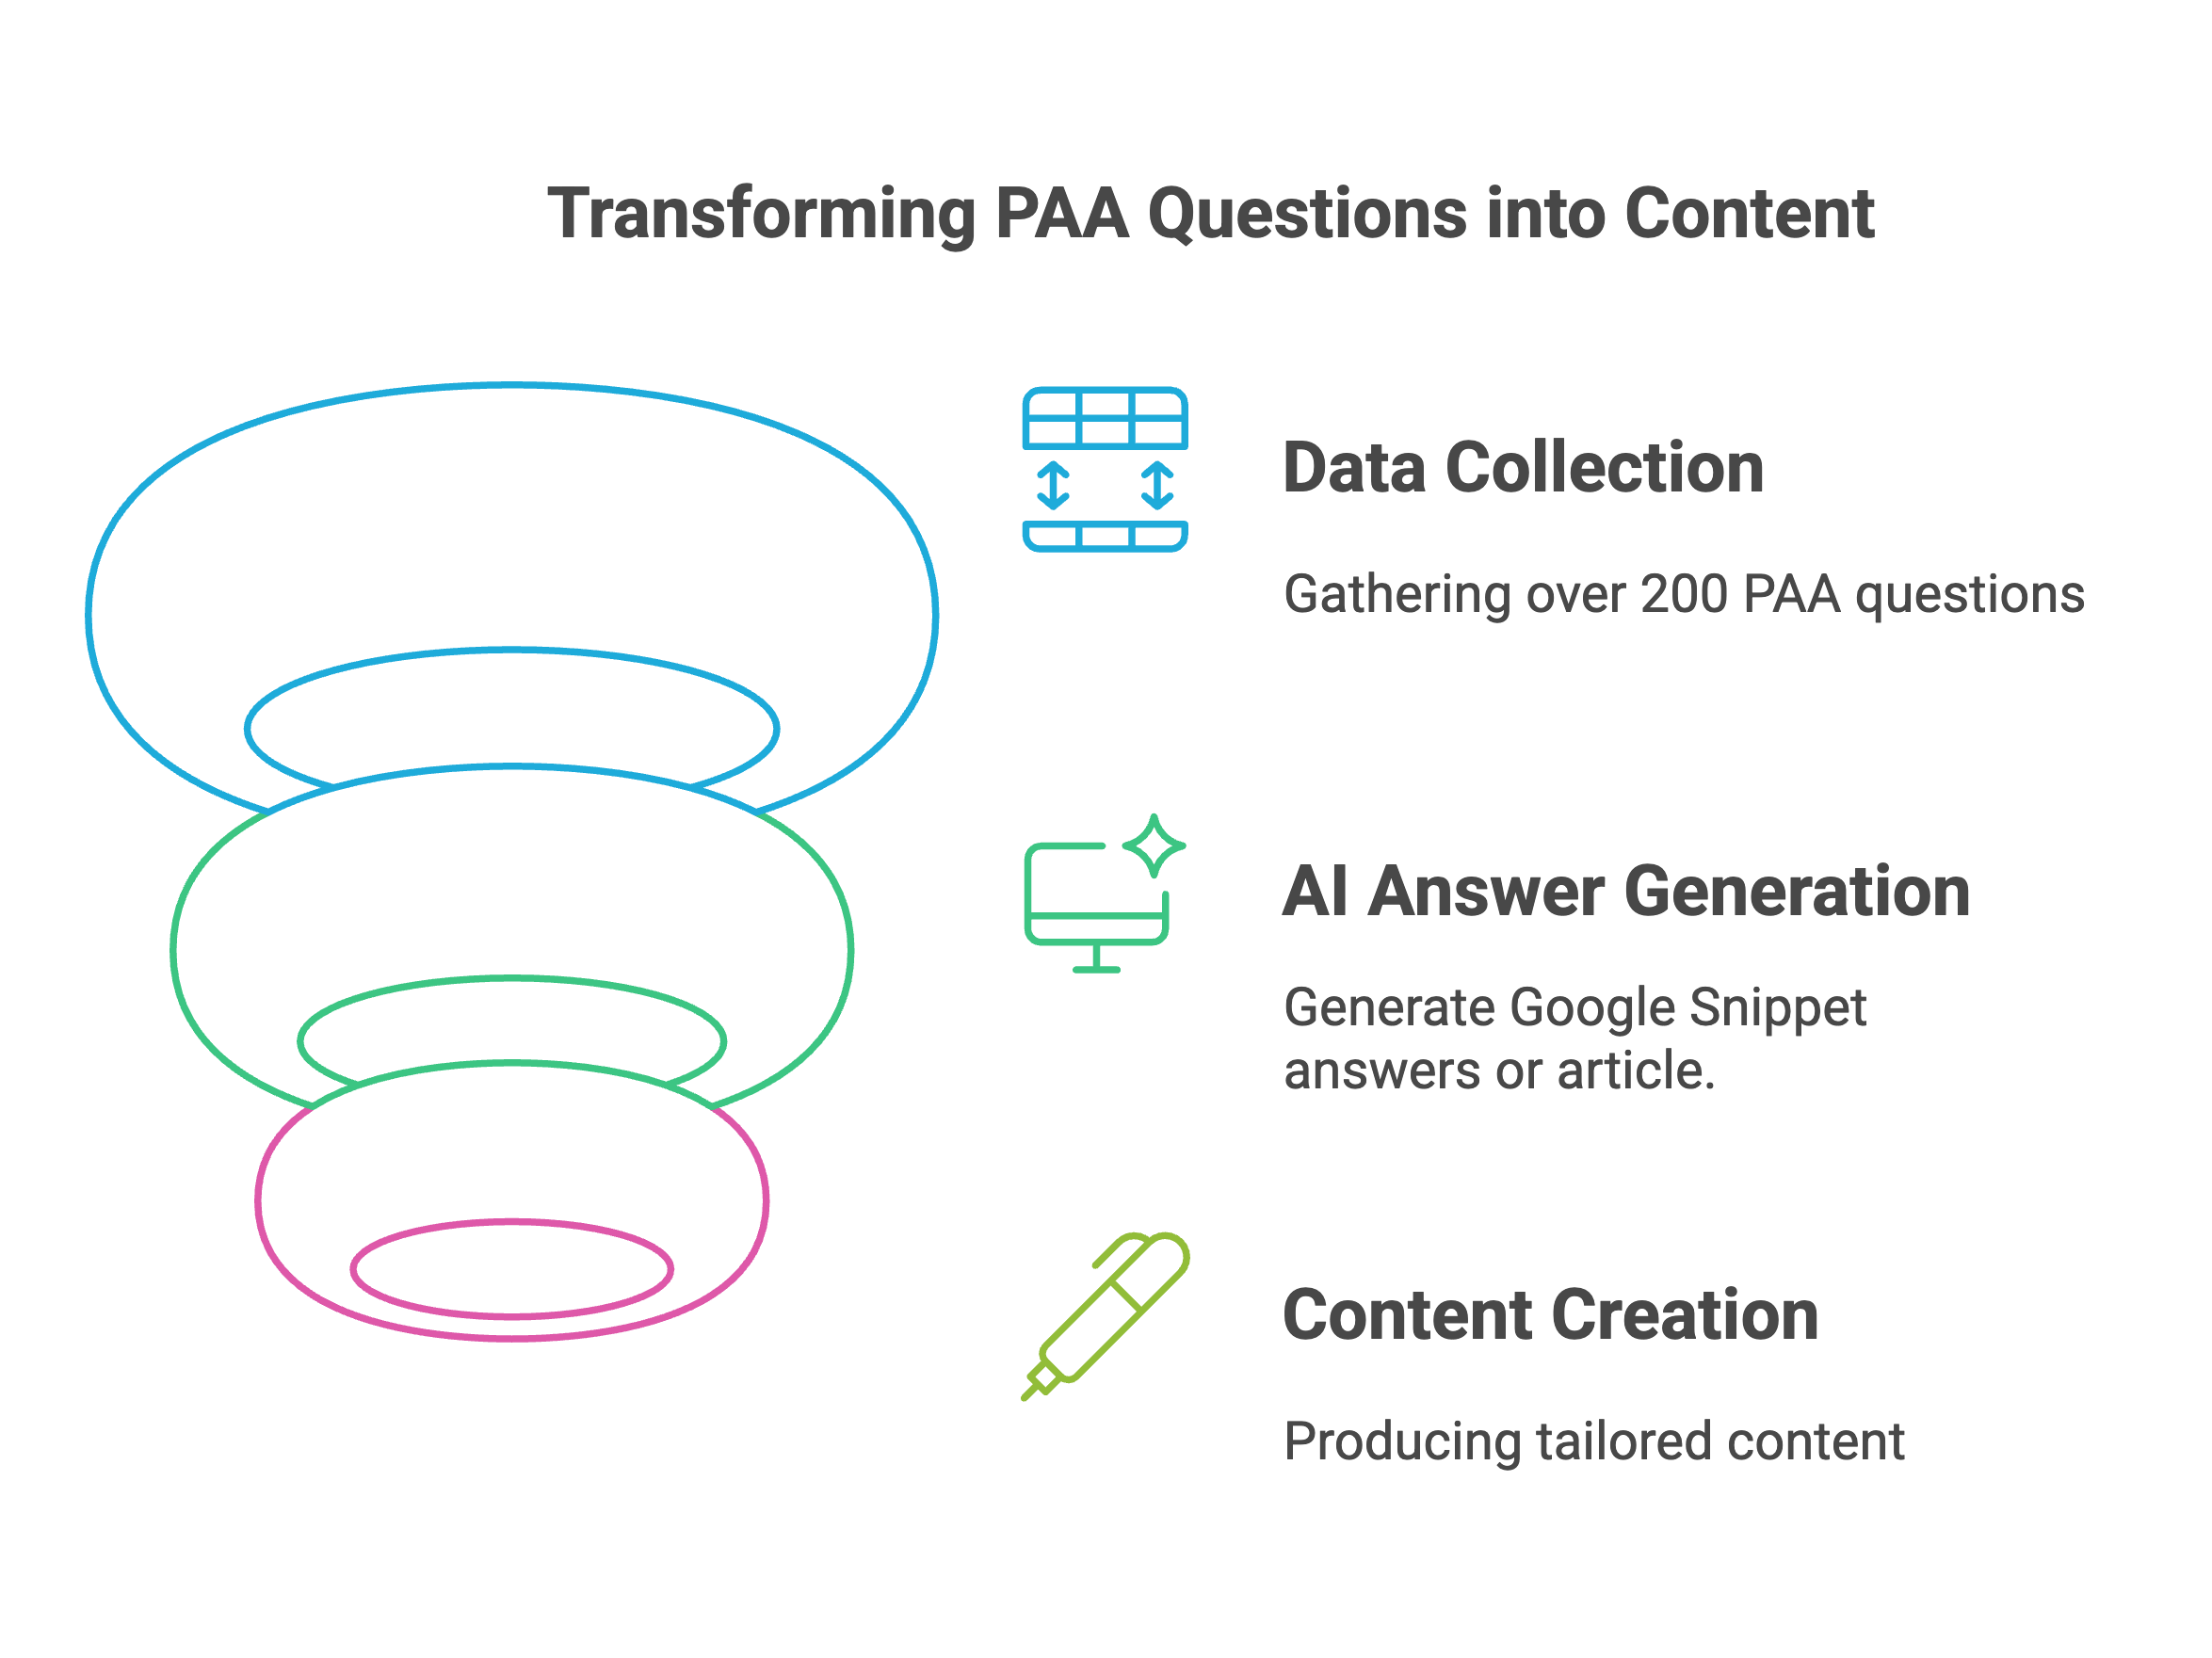 Transforming PAA Questions into Content
Data Collection
Gathering over 200 PAA questions
AI Answer Generation
Generate Google Snippet
answers or article.
Content Creation
Producing tailored content